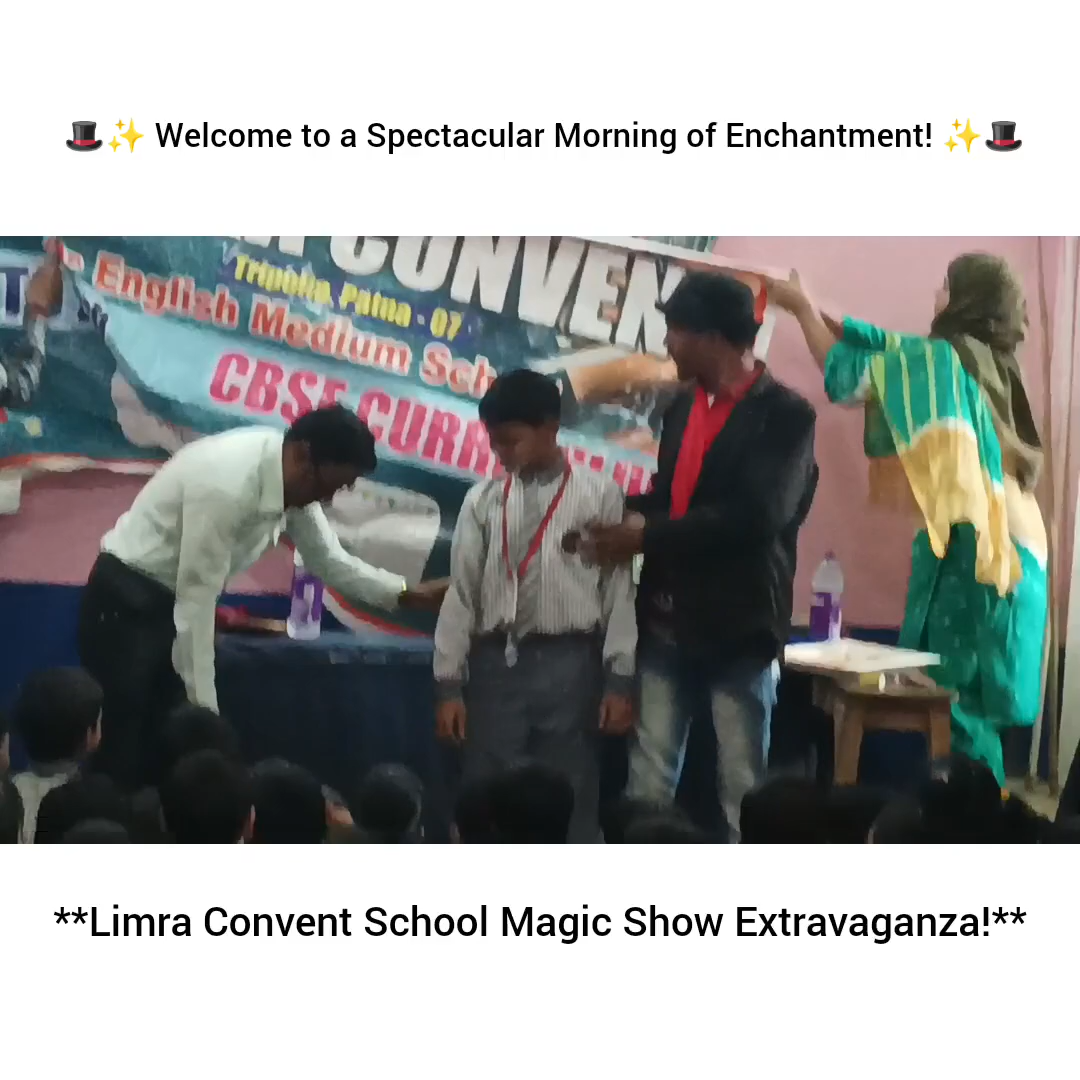 🎩✨ Welcome to a Spectacular Morning of Enchantment! ✨🎩
CONVEN
Tripolia, Patna - 07
English Medium Sch
CBSE CURR
**Limra Convent School Magic Show Extravaganza!**